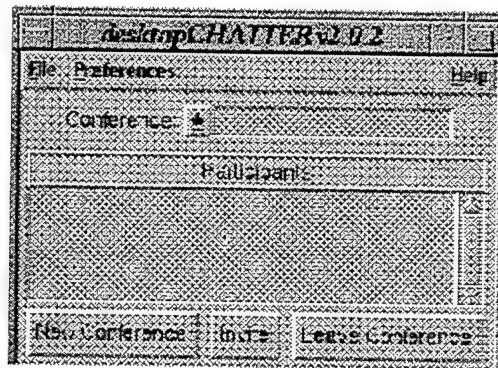 desktopCHATTER v2.0.2
File Preferences Help
Conference:
Participants
New Conference Invite Leave Conference